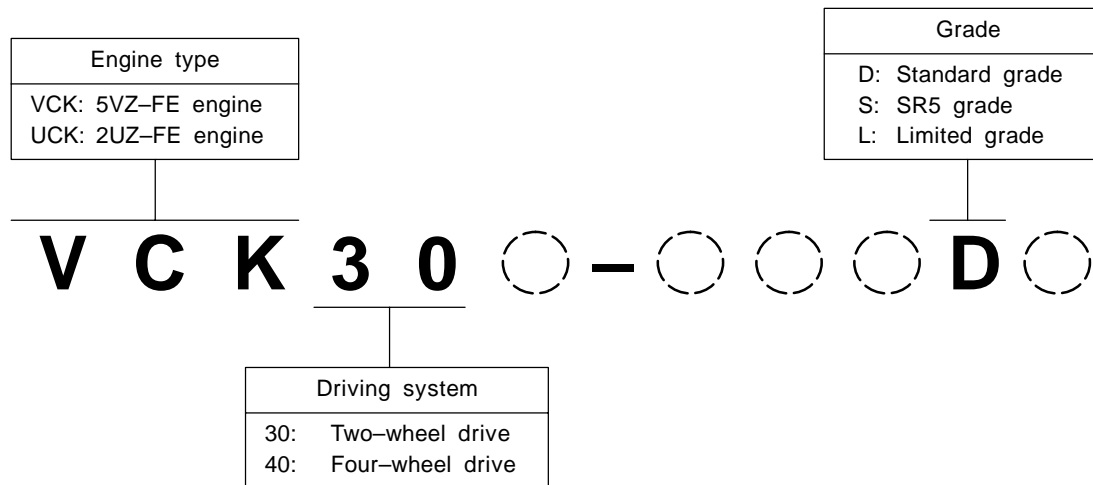 Engine type
VCK: 5VZ–FE engine
UCK: 2UZ–FE engine
Grade
D: Standard grade
S: SR5 grade
L: Limited grade
V C K 3 0 – D
Driving system
30: Two–wheel drive
40: Four–wheel drive